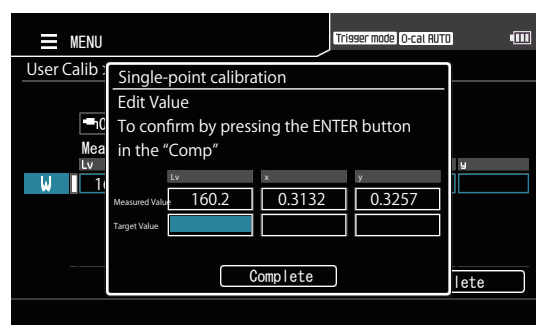 MENU
Trigger mode O-cal AUTO
User Calib
Single-point calibration
Edit Value
To confirm by pressing the ENTER button
in the “Comp”
Mea
Lv
y
W
Lv x y
Measured Value 160.2 0.3132 0.3257
Target Value
Complete
lete